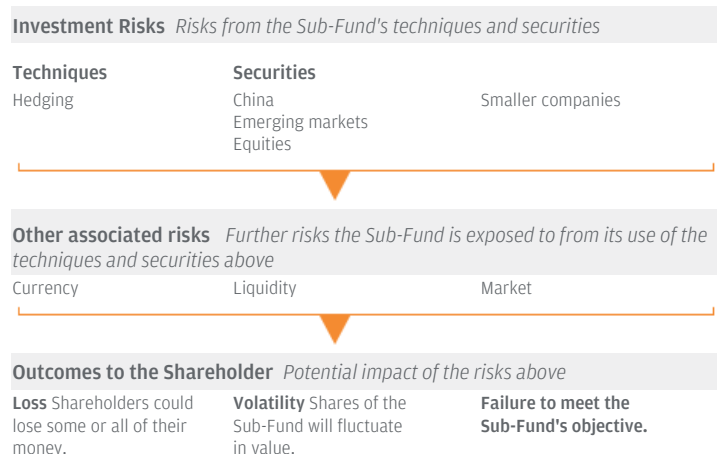 Investment Risks Risks from the Sub-Fund's techniques and securities
Techniques Securities
Hedging China Smaller companies
Emerging markets
Equities
Other associated risks Further risks the Sub-Fund is exposed to from its use of the
techniques and securities above
Currency Liquidity Market
Outcomes to the Shareholder Potential impact of the risks above
Loss Shareholders could
lose some or all of their
money.
Volatility Shares of the
Sub-Fund will fluctuate
in value.
Failure to meet the
Sub-Fund's objective.